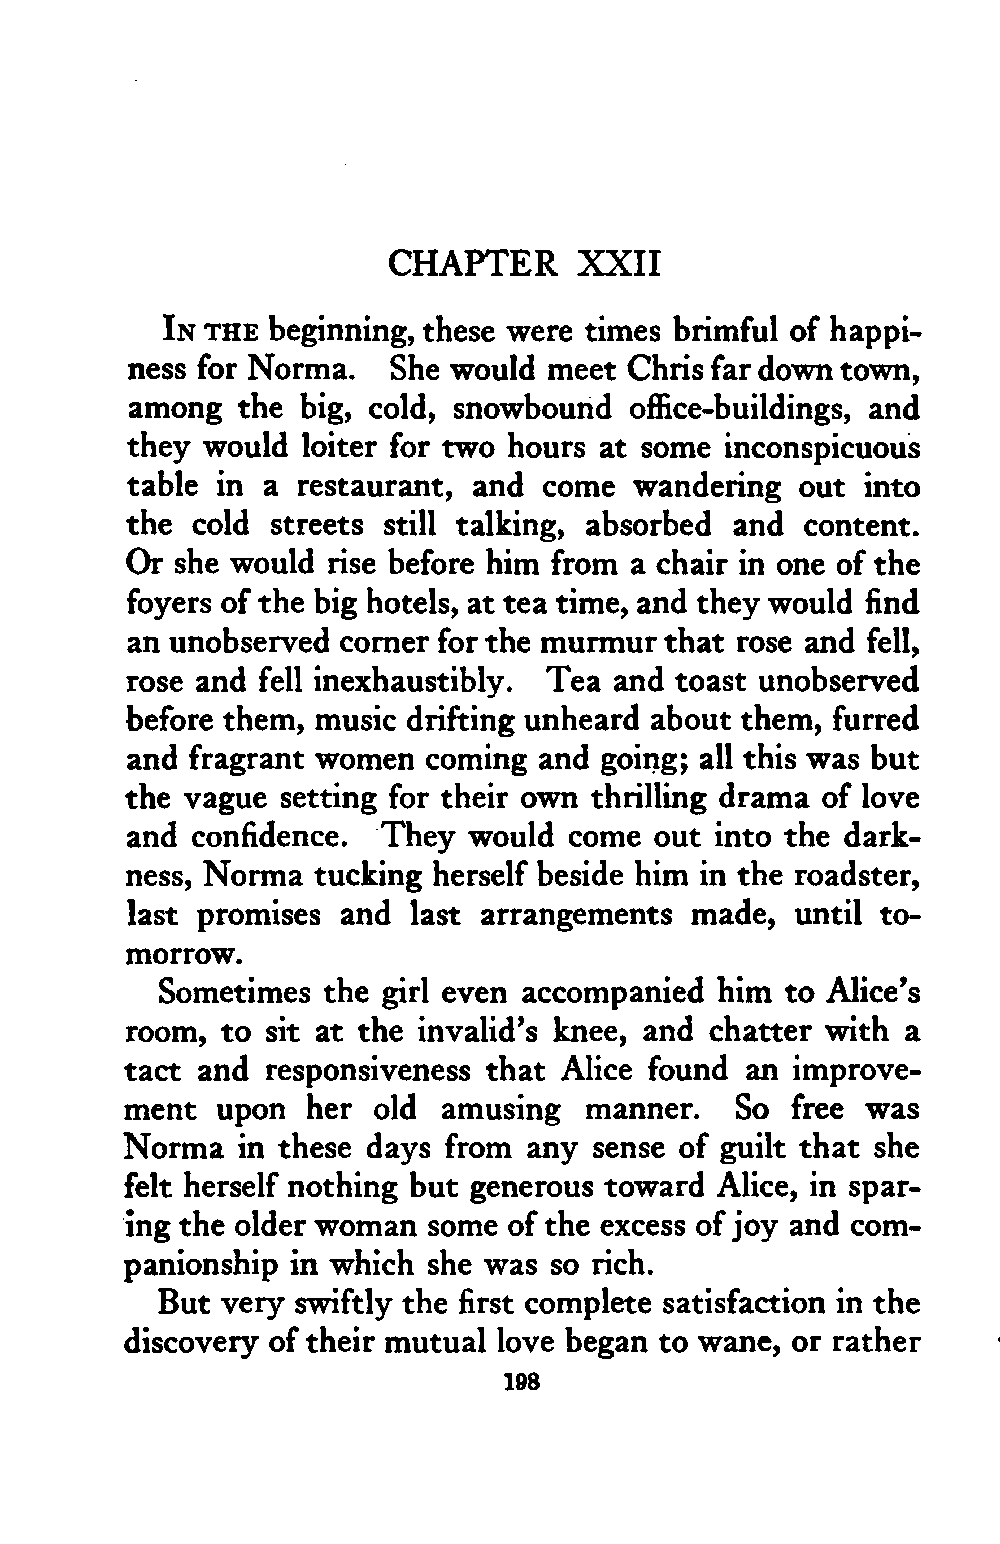 CHAPTER XXII
IN THE beginning, these were times brimful of happi-
ness for Norma. She would meet Chris far down town,
among the big, cold, snowbound office-buildings, and
they would loiter for two hours at some inconspicuous
table in a restaurant, and come wandering out into
the cold streets still talking, absorbed and content.
Or she would rise before him from a chair in one of the
foyers of the big hotels, at tea time, and they would find
an unobserved corner for the murmur that rose and fell,
rose and fell inexhaustibly. Tea and toast unobserved
before them, music drifting unheard about them, furred
and fragrant women coming and going; all this was but
the vague setting for their own thrilling drama of love
and confidence. They would come out into the dark-
ness, Norma tucking herself beside him in the roadster,
last promises and last arrangements made, until to-
morrow.
Sometimes the girl even accompanied him to Alice's
room, to sit at the invalid's knee, and chatter with a
tact and responsiveness that Alice found an improve-
ment upon her old amusing manner. So free was
Norma in these days from any sense of guilt that she
felt herself nothing but generous toward Alice, in spar-
ing the older woman some of the excess of joy and com-
panionship in which she was so rich.
But very swiftly the first complete satisfaction in the
discovery of their mutual love began to wane, or rather
198